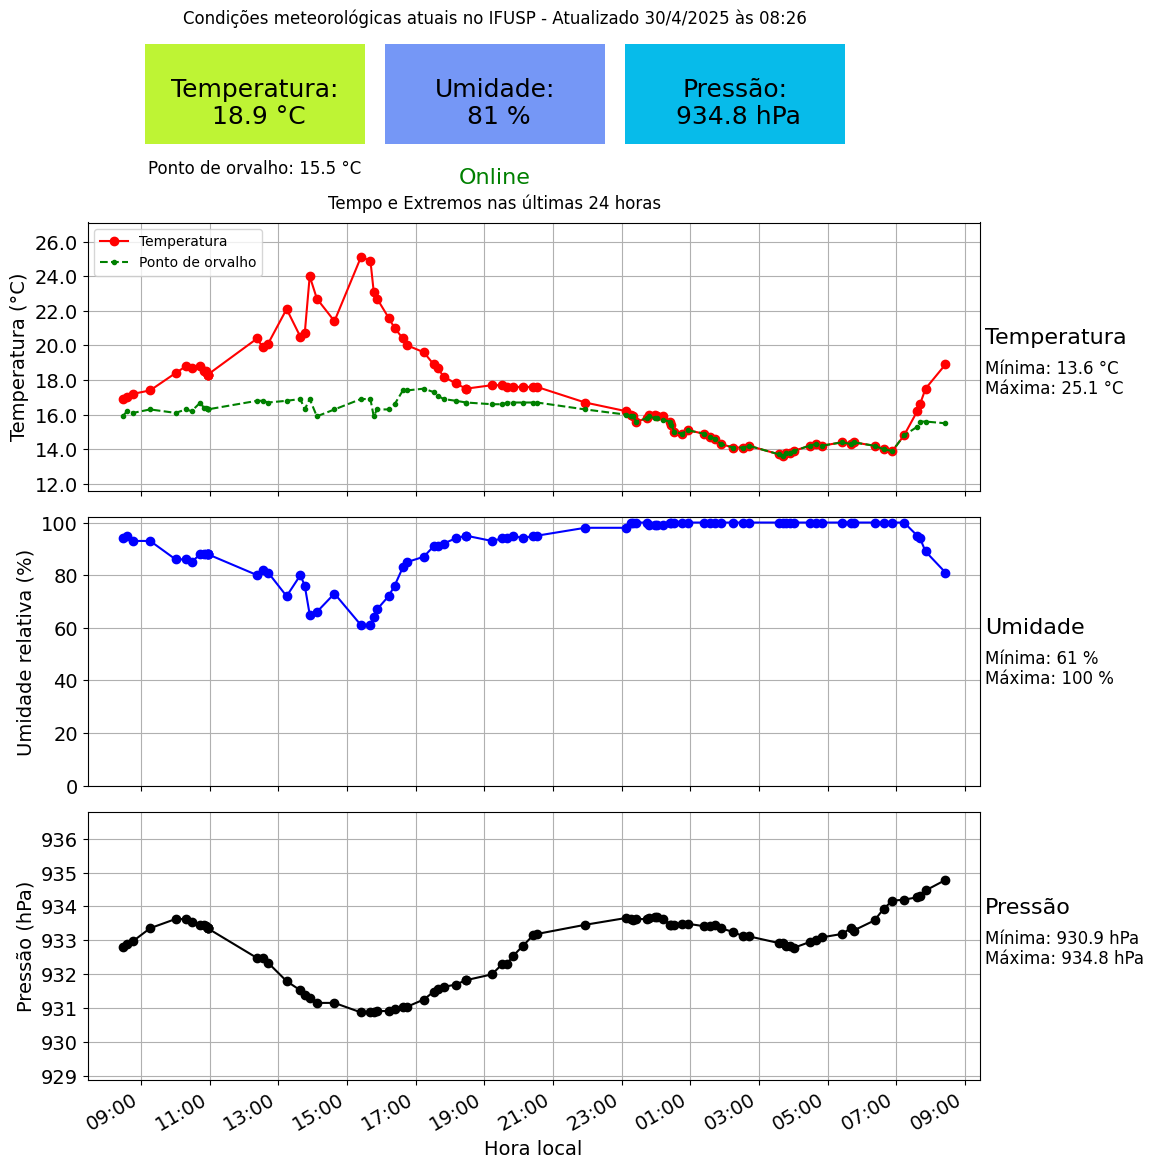 Condições meteorológicas atuais no IFUSP - Atualizado 30/4/2025 às 08:26
Temperatura:
18.9 °C
Umidade:
81 %
Pressão:
934.8 hPa
Ponto de orvalho: 15.5 °C
Online
Tempo e Extremos nas últimas 24 horas
Temperatura (°C)
26.0
24.0
22.0
20.0
18.0
16.0
14.0
12.0
Temperatura
Ponto de orvalho
Temperatura
Mínima: 13.6 °C
Máxima: 25.1 °C
Umidade relativa (%)
100
80
60
40
20
0
Umidade
Mínima: 61 %
Máxima: 100 %
Pressão (hPa)
936
935
934
933
932
931
930
929
Pressão
Mínima: 930.9 hPa
Máxima: 934.8 hPa
09:00 11:00 13:00 15:00 17:00 19:00 21:00 23:00 01:00 03:00 05:00 07:00 09:00
Hora local